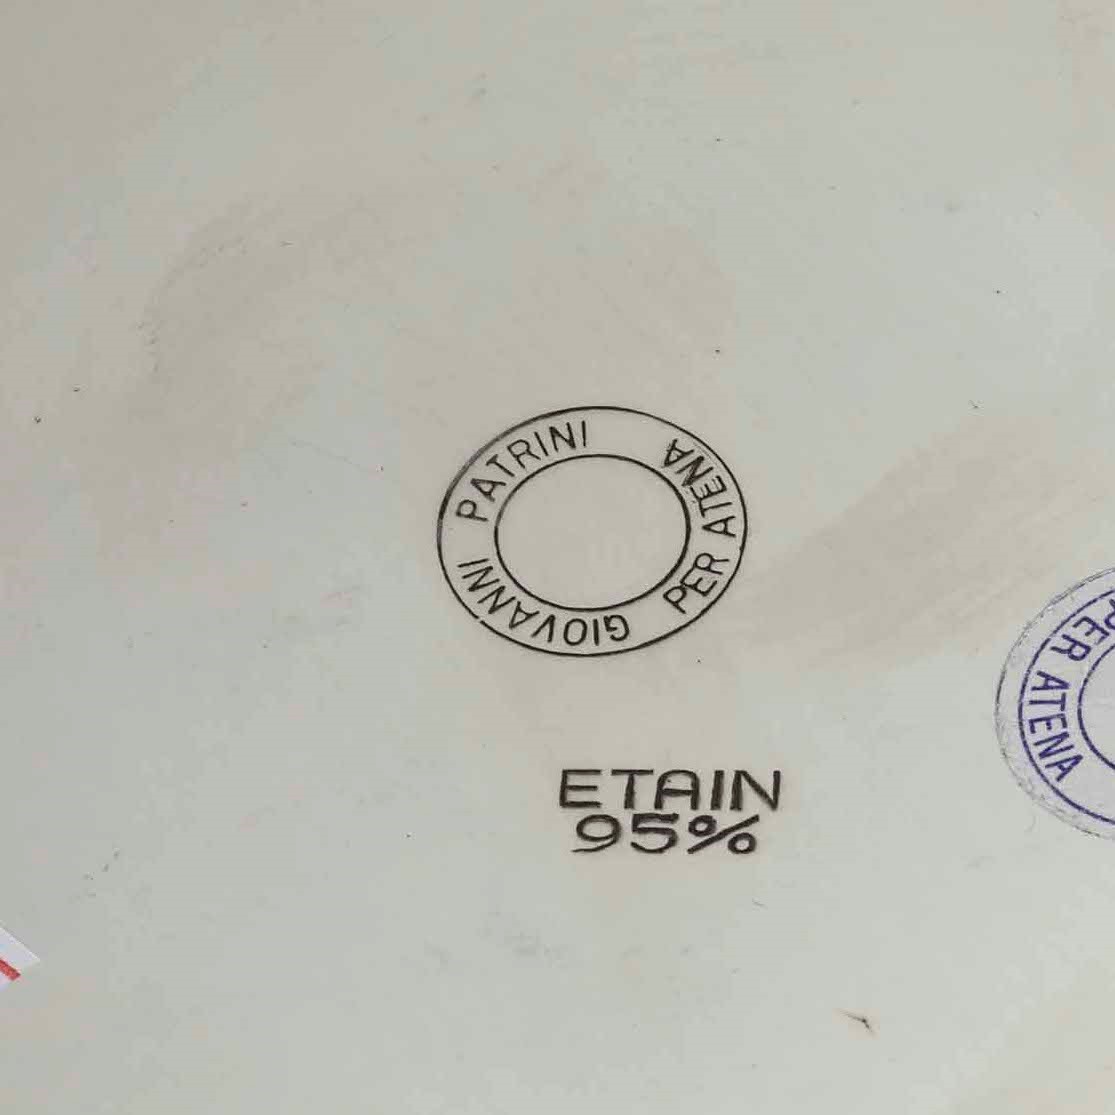 GIOVANNI PATRINI
PER ATENA
ETAIN
95%
PER ATENA